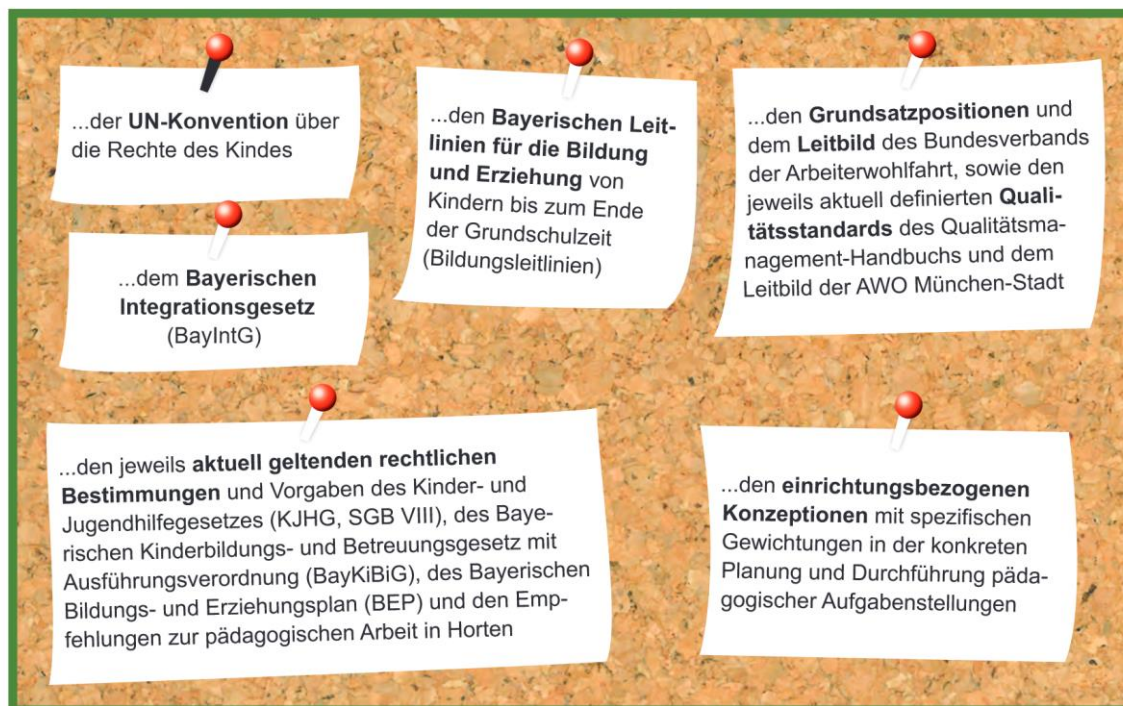 ...der UN-Konvention über
die Rechte des Kindes
...dem Bayerischen
Integrationsgesetz
(BayIntG)
...den Bayerischen Leit-
linien für die Bildung
und Erziehung von
Kindern bis zum Ende
der Grundschulzeit
(Bildungsleitlinien)
...den Grundsatzpositionen und
dem Leitbild des Bundesverbands
der Arbeiterwohlfahrt, sowie den
jeweils aktuell definierten Quali-
tätsstandards des Qualitätsma-
nagement-Handbuchs und dem
Leitbild der AWO München-Stadt
...den jeweils aktuell geltenden rechtlichen
Bestimmungen und Vorgaben des Kinder- und
Jugendhilfegesetzes (KJHG, SGB VIII), des Baye-
rischen Kinderbildungs- und Betreuungsgesetz mit
Ausführungsverordnung (BayKiBiG), des Bayerischen
Bildungs- und Erziehungsplan (BEP) und den Emp-
fehlungen zur pädagogischen Arbeit in Horten
...den einrichtungsbezogenen
Konzeptionen mit spezifischen
Gewichtungen in der konkreten
Planung und Durchführung päda-
gogischer Aufgabenstellungen